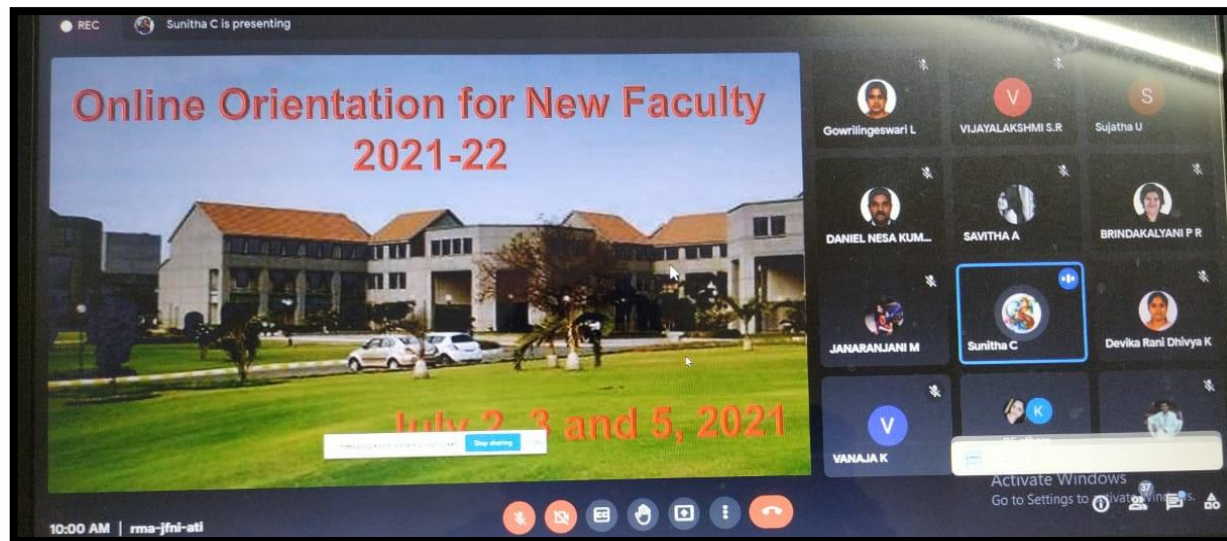 REC
Sunitha C is presenting
Online Orientation for New Faculty
2021-22
July 2, 3 and 5, 2021
Stop sharing
Gowrilingeswari L
V
VIJAYALAKSHMI S.R
S
Sujatha U
DANIEL NESA KUM...
SAVITHA A
BRINDAKALYANI P R
JANARANJANI M
Sunitha C
Devika Rani Dhivya K
V
VANAJA K
K
Activate Windows
Go to Settings to activate Windows.
37
10:00 AM | rma-jfni-ati